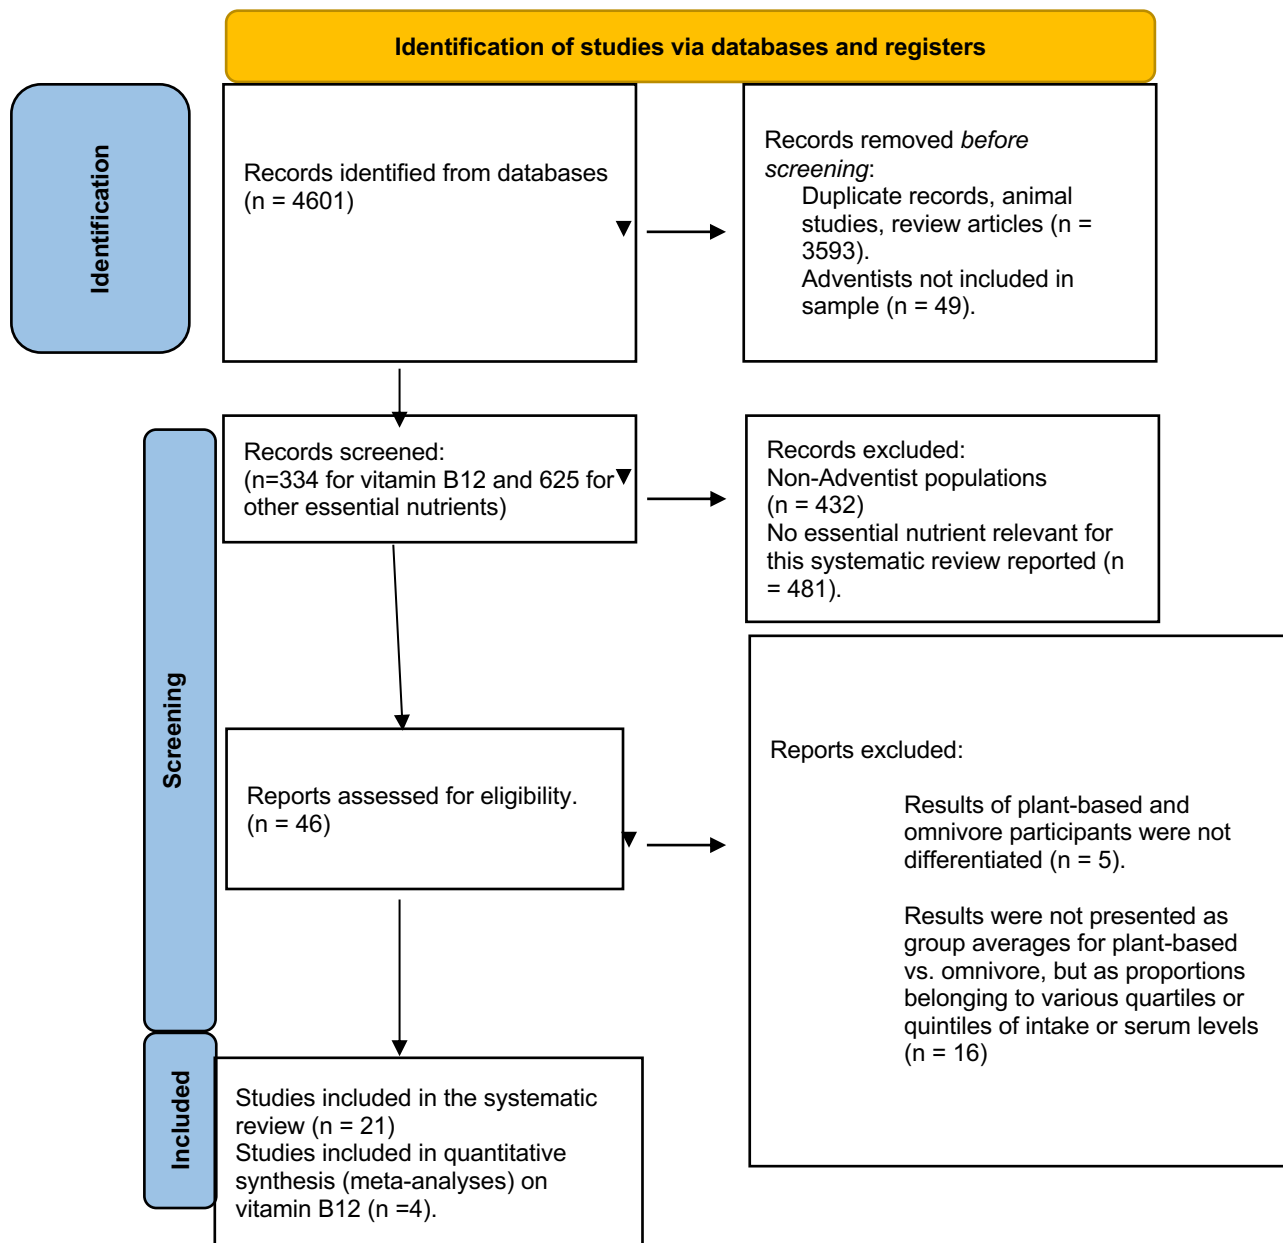 Identification of studies via databases and registers
Identification
Records identified from databases
(n = 4601)
Records removed before
screening:
Duplicate records, animal
studies, review articles (n =
3593).
Adventists not included in
sample (n = 49).
Screening
Records screened:
(n=334 for vitamin B12 and 625 for
other essential nutrients)
Records excluded:
Non-Adventist populations
(n = 432)
No essential nutrient relevant for
this systematic review reported (n
= 481).
Reports assessed for eligibility.
(n = 46)
Reports excluded:
Results of plant-based and
omnivore participants were not
differentiated (n = 5).
Results were not presented as
group averages for plant-based
vs. omnivore, but as proportions
belonging to various quartiles or
quintiles of intake or serum levels
(n = 16)
Included
Studies included in the systematic
review (n = 21)
Studies included in quantitative
synthesis (meta-analyses) on
vitamin B12 (n =4).